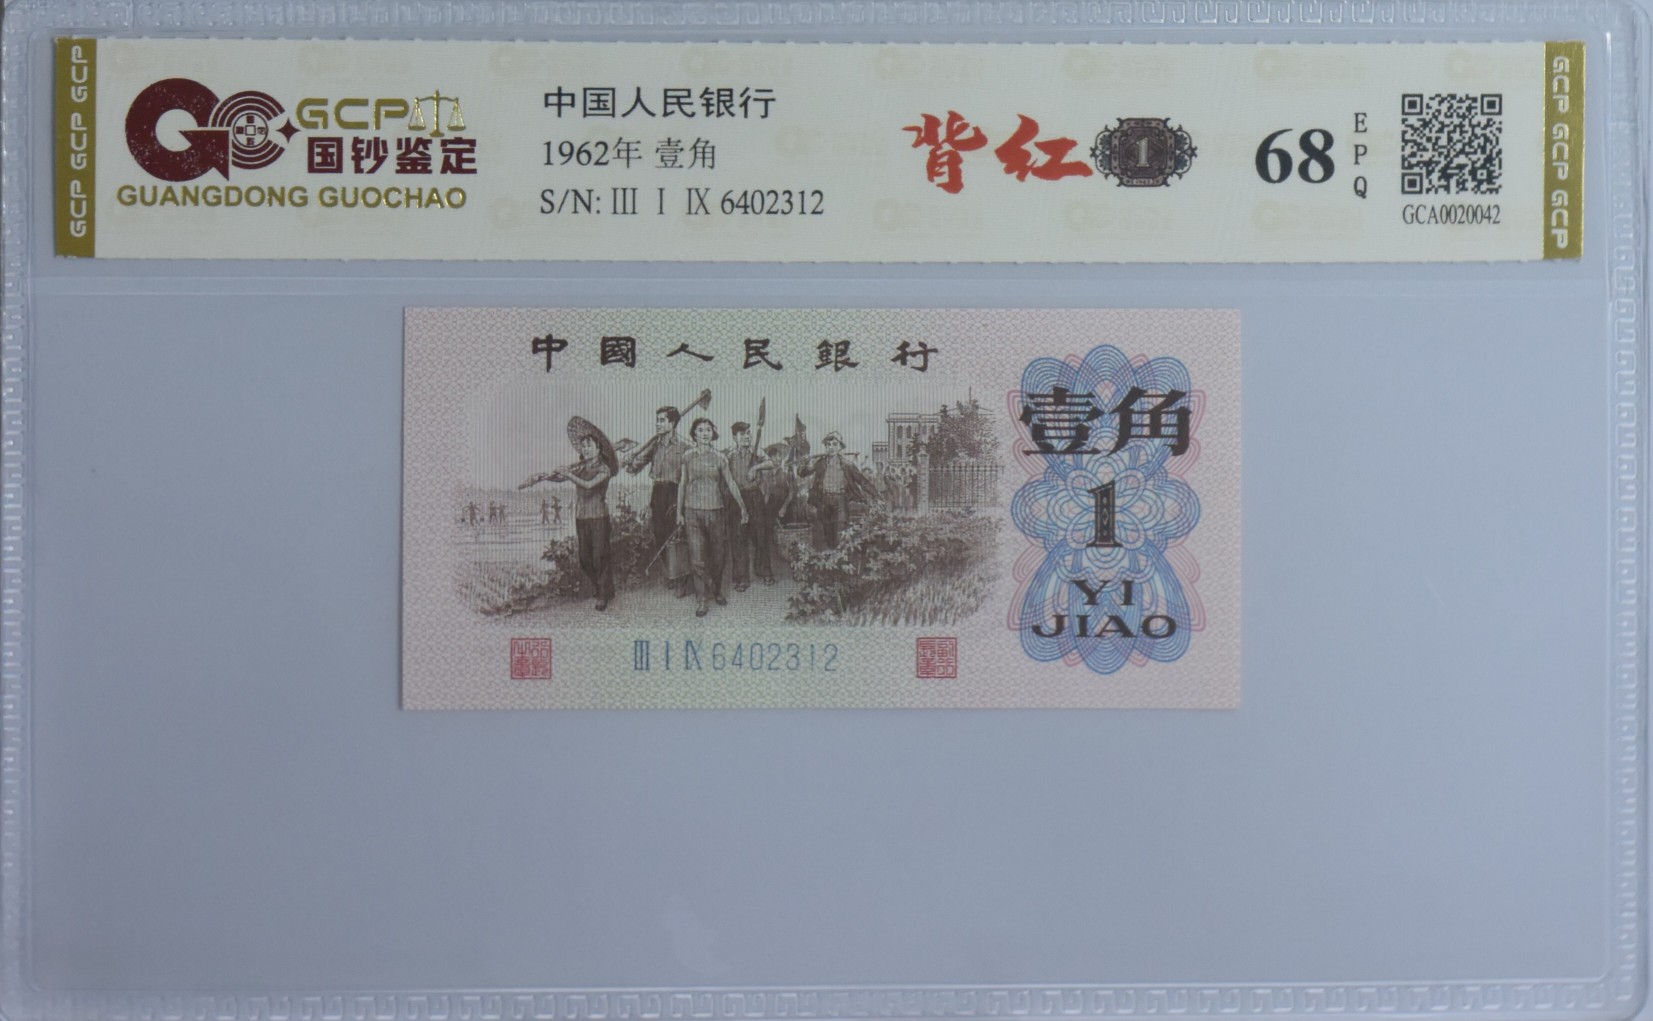 GCP GCP GCP
GCP
国钞鉴定
GUANGDONG GUOCHAO
中国人民银行
1962年 壹角
S/N: III I IX 6402312
背红
1
68
EPQ
GCA0020042
GCP GCP GCP
中國人民銀行
壹角
1
YI
JIAO
III I IX 6402312